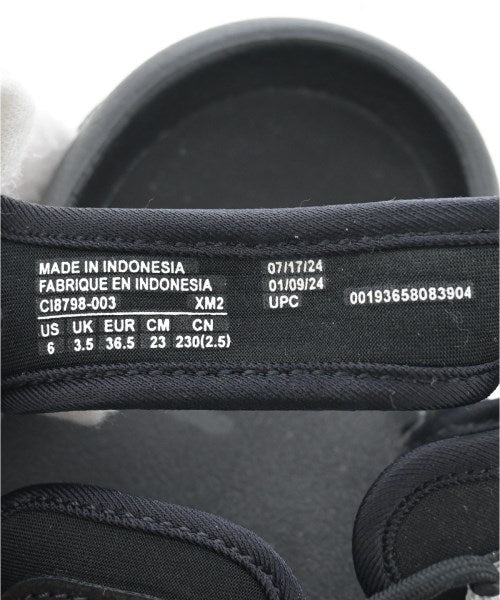 MADE IN INDONESIA 07/17/24
FABRIQUE EN INDONESIA 01/09/24
CI8798-003 XM2 UPC 00193658083904
US UK EUR CM CN
6 3.5 36.5 23 230(2.5)